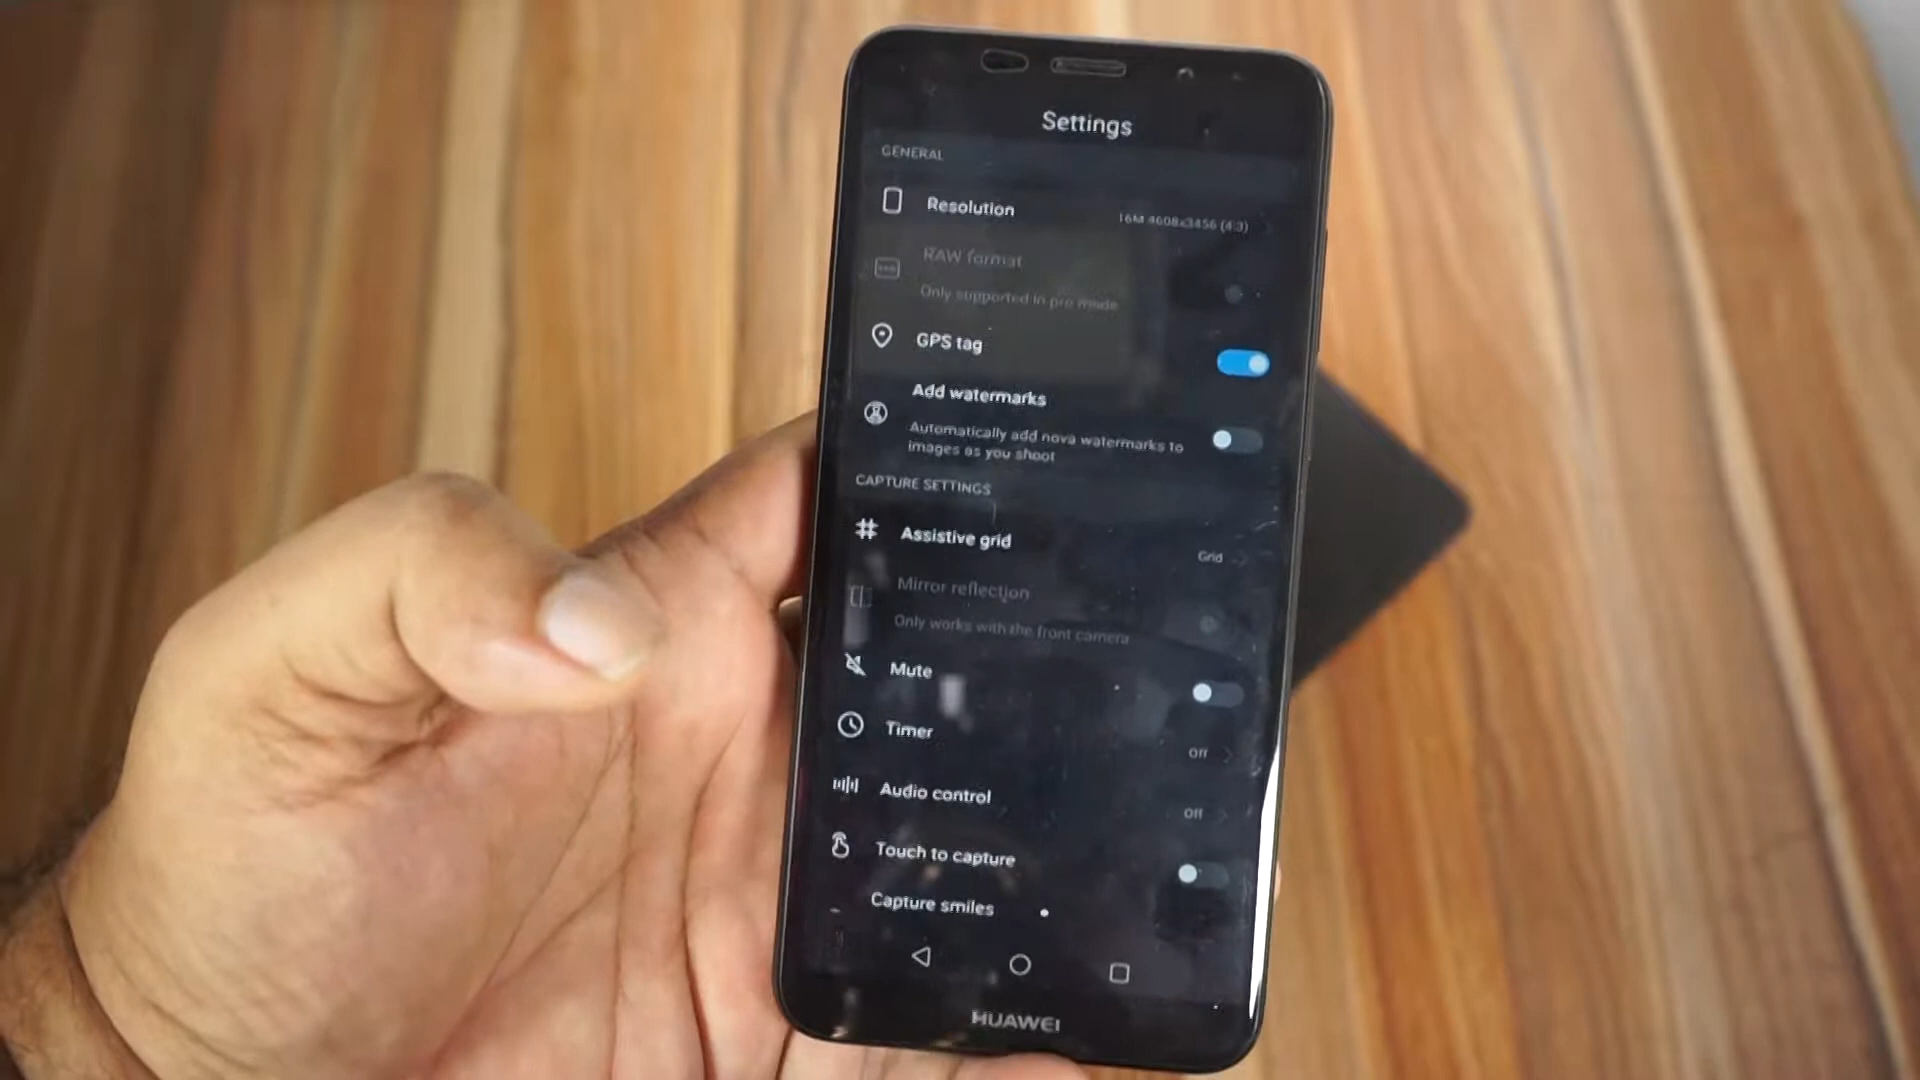 Settings
GENERAL
Resolution
16M 4608x3456 (4:3)
RAW format
Only supported in pro mode
GPS tag
Add watermarks
Automatically add nova watermarks to
images as you shoot
CAPTURE SETTINGS
Assistive grid
Grid
Mirror reflection
Only works with the front camera
Mute
Timer
Off
Audio control
Off
Touch to capture
Capture smiles
HUAWEI